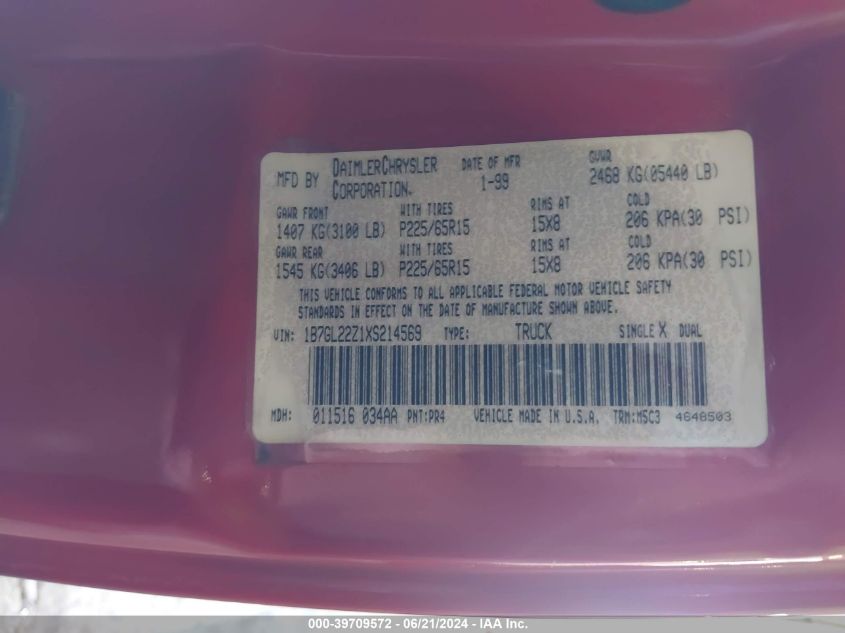 MFD BY DAIMLERCHRYSLER CORPORATION. DATE OF MFR 1-99 GVWR 2468 KG(05440 LB)
GAWR FRONT WITH TIRES RIMS AT COLD
1407 KG(3100 LB) P225/65R15 15X8 206 KPA(30 PSI)
GAWR REAR WITH TIRES RIMS AT COLD
1545 KG(3406 LB) P225/65R15 15X8 206 KPA(30 PSI)
THIS VEHICLE CONFORMS TO ALL APPLICABLE FEDERAL MOTOR VEHICLE SAFETY
STANDARDS IN EFFECT ON THE DATE OF MANUFACTURE SHOWN ABOVE.
VIN: 1B7GL22Z1XS214569 TYPE: TRUCK SINGLE X DUAL
MDH: 011516 034AA PNT:PR4 VEHICLE MADE IN U.S.A. TRM:M5C3 4648503
000-39709572 / 06/21/2024 - IAA Inc.